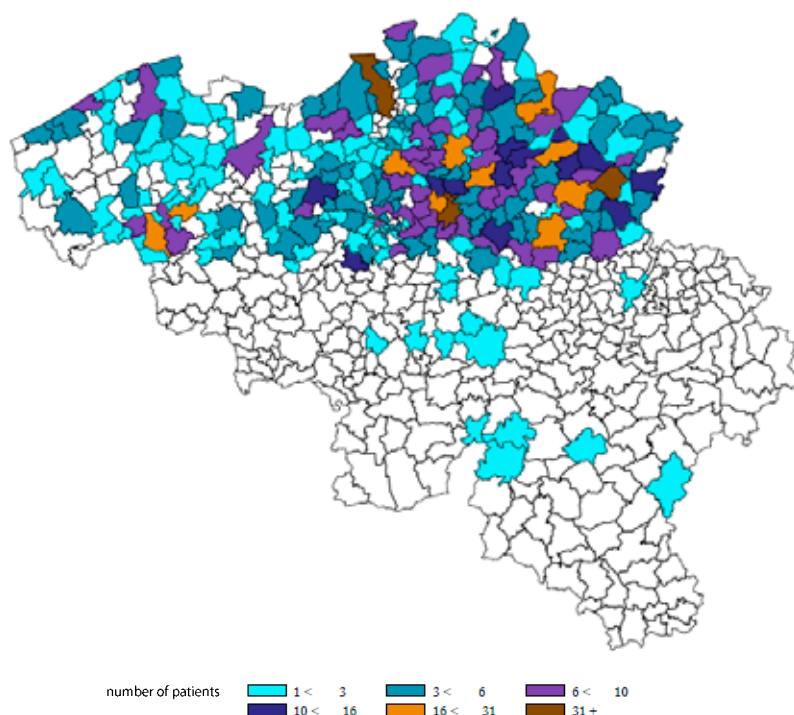 number of patients 1 < 3 3 < 6 6 < 10
10 < 16 16 < 31 31 +